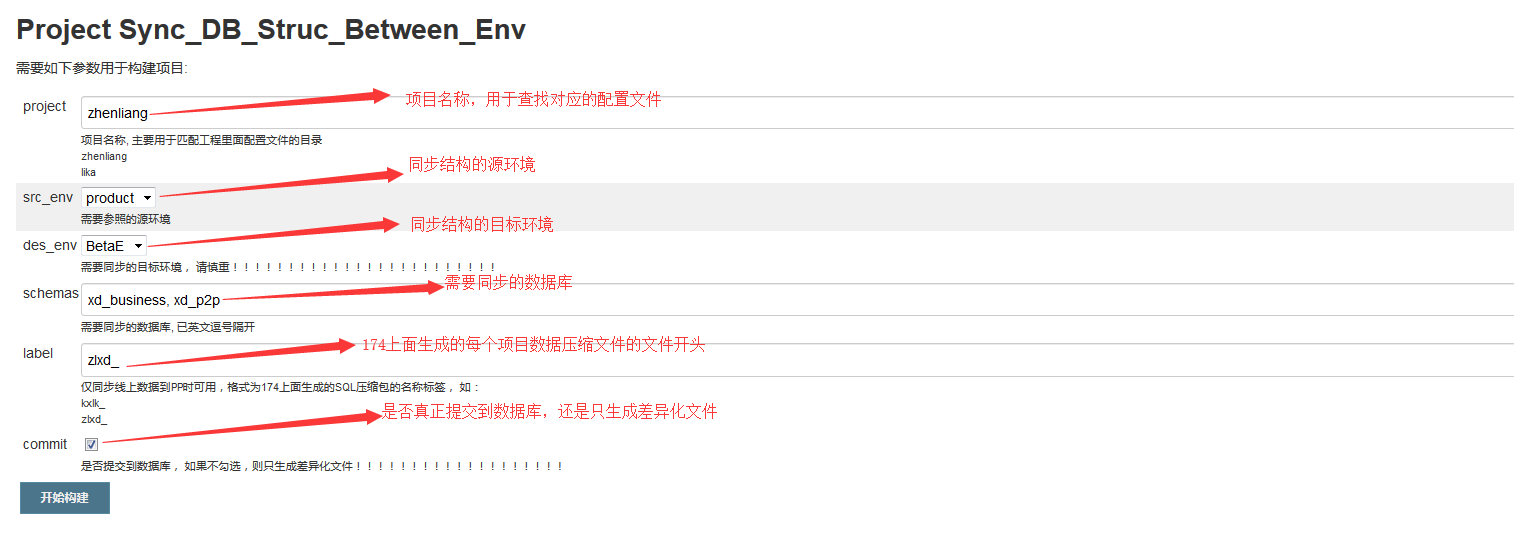 Project Sync_DB_Struc_Between_Env
需要如下参数用于构建项目:
project
zhenliang
项目名称，用于查找对应的配置文件
项目名称, 主要用于匹配工程里面配置文件的目录
zhenliang
lika
同步结构的源环境
src_env
product
需要参照的源环境
同步结构的目标环境
des_env
BetaE
需要同步的目标环境， 请慎重！！！！！！！！！！！！！！！！！！！！！！！！
需要同步的数据库
schemas
xd_business, xd_p2p
需要同步的数据库, 已英文逗号隔开
174上面生成的每个项目数据压缩文件的文件开头
label
zlxd_
仅同步线上数据到PP时可用，格式为174上面生成的SQL压缩包的名称标签， 如：
kxlk_
zlxd_
是否真正提交到数据库，还是只生成差异化文件
commit
是否提交到数据库， 如果不勾选，则只生成差异化文件！！！！！！！！！！！！！！！！！！！
开始构建